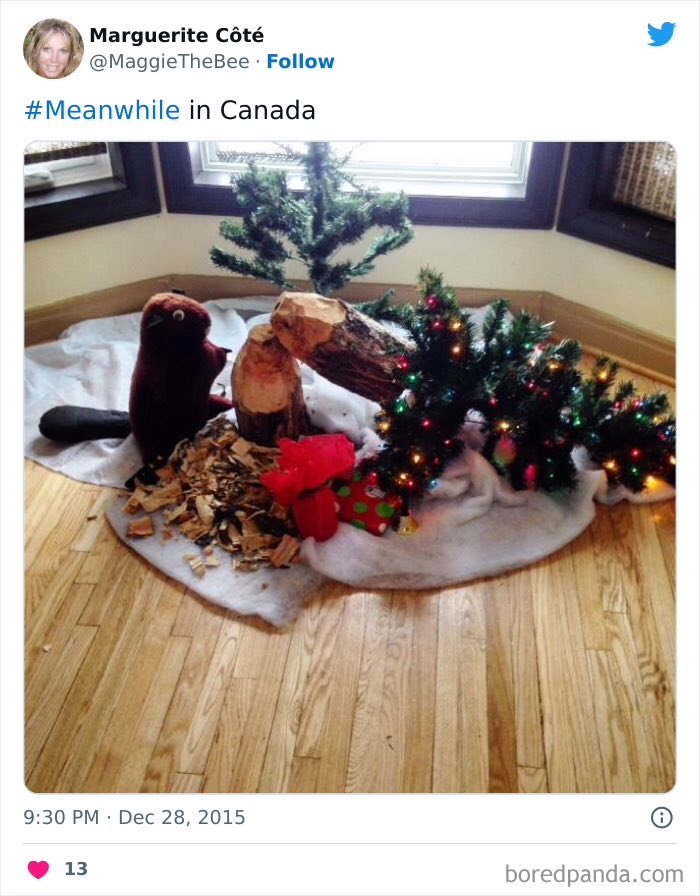 Marguerite Côté
@MaggieTheBee · Follow
#Meanwhile in Canada
9:30 PM · Dec 28, 2015
13
boredpanda.com